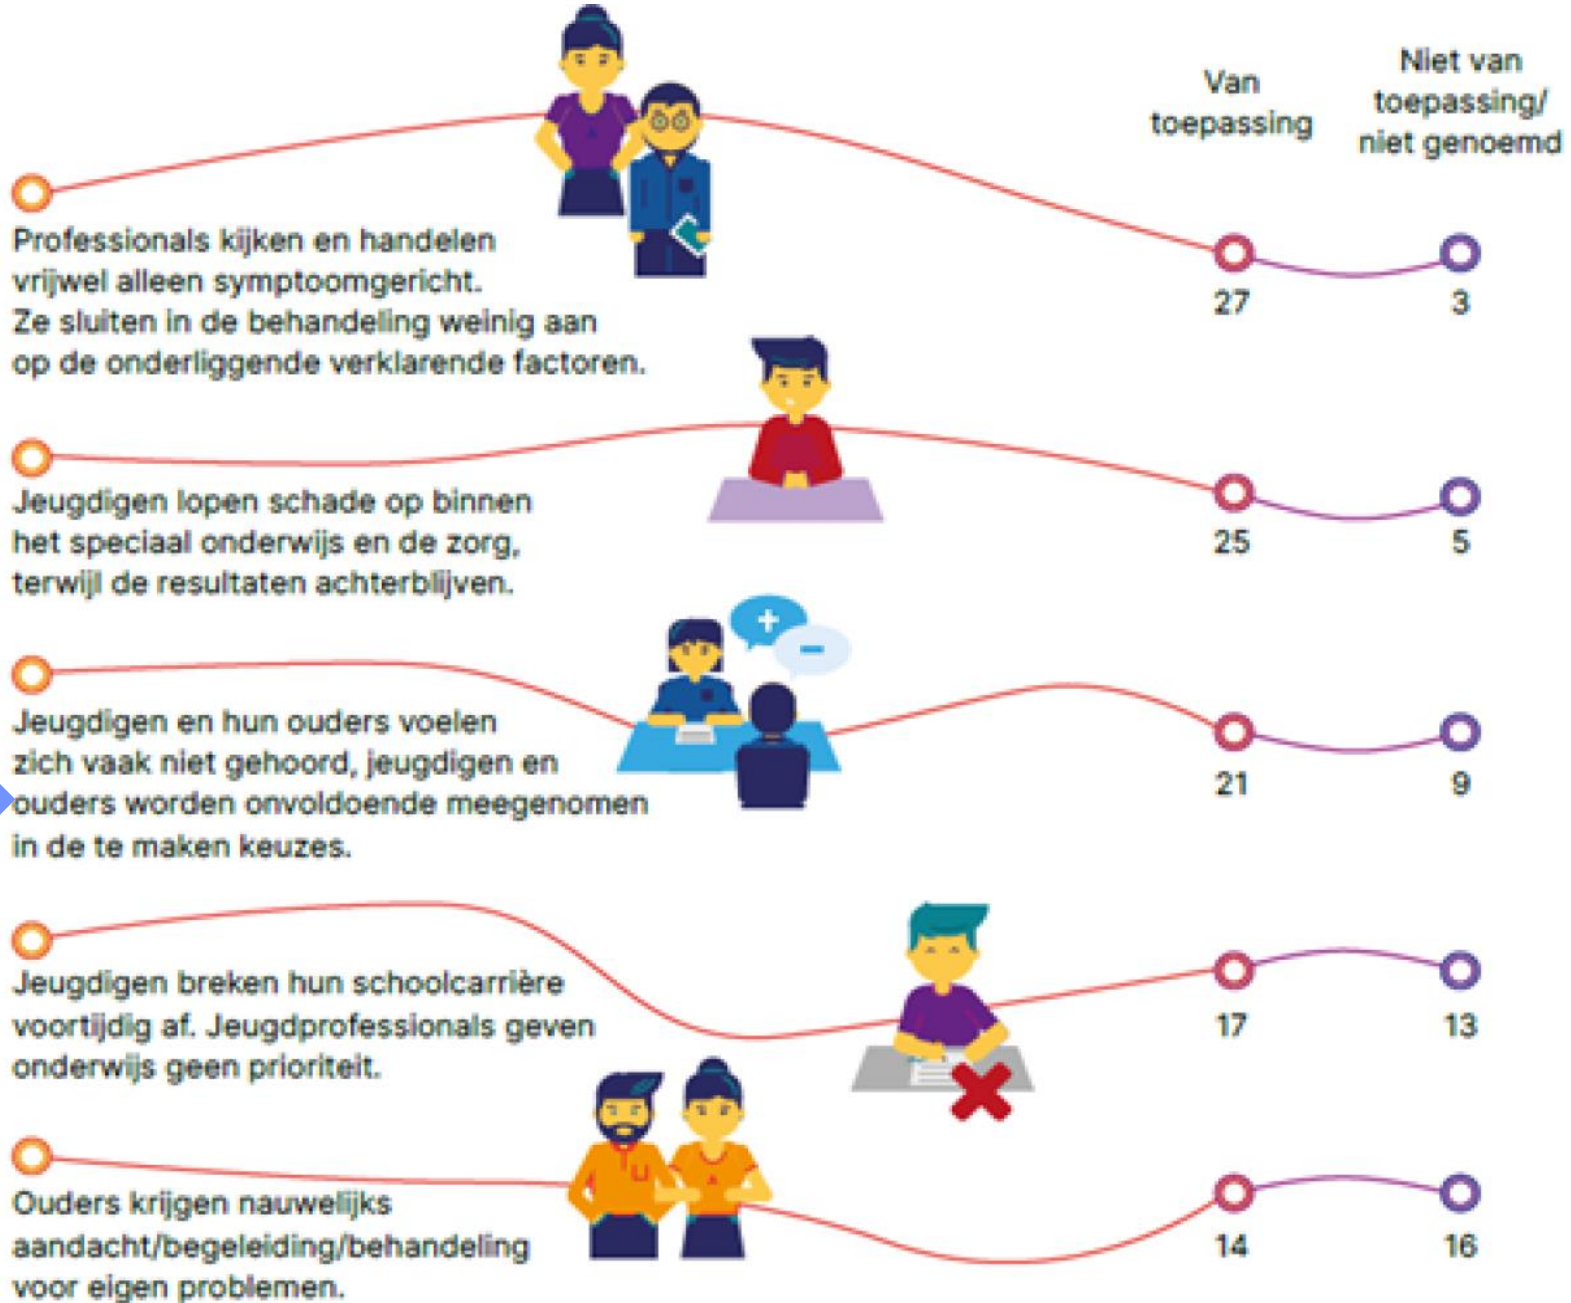 Van
toepassing
Niet van
toepassing/
niet genoemd
Professionals kijken en handelen
vrijwel alleen symptoomgericht.
Ze sluiten in de behandeling weinig aan
op de onderliggende verklarende factoren.
27
3
Jeugdigen lopen schade op binnen
het speciaal onderwijs en de zorg,
terwijl de resultaten achterblijven.
25
5
+
−
Jeugdigen en hun ouders voelen
zich vaak niet gehoord, jeugdigen en
ouders worden onvoldoende meegenomen
in de te maken keuzes.
21
9
Jeugdigen breken hun schoolcarrière
voortijdig af. Jeugdprofessionals geven
onderwijs geen prioriteit.
17
13
Ouders krijgen nauwelijks
aandacht/begeleiding/behandeling
voor eigen problemen.
14
16